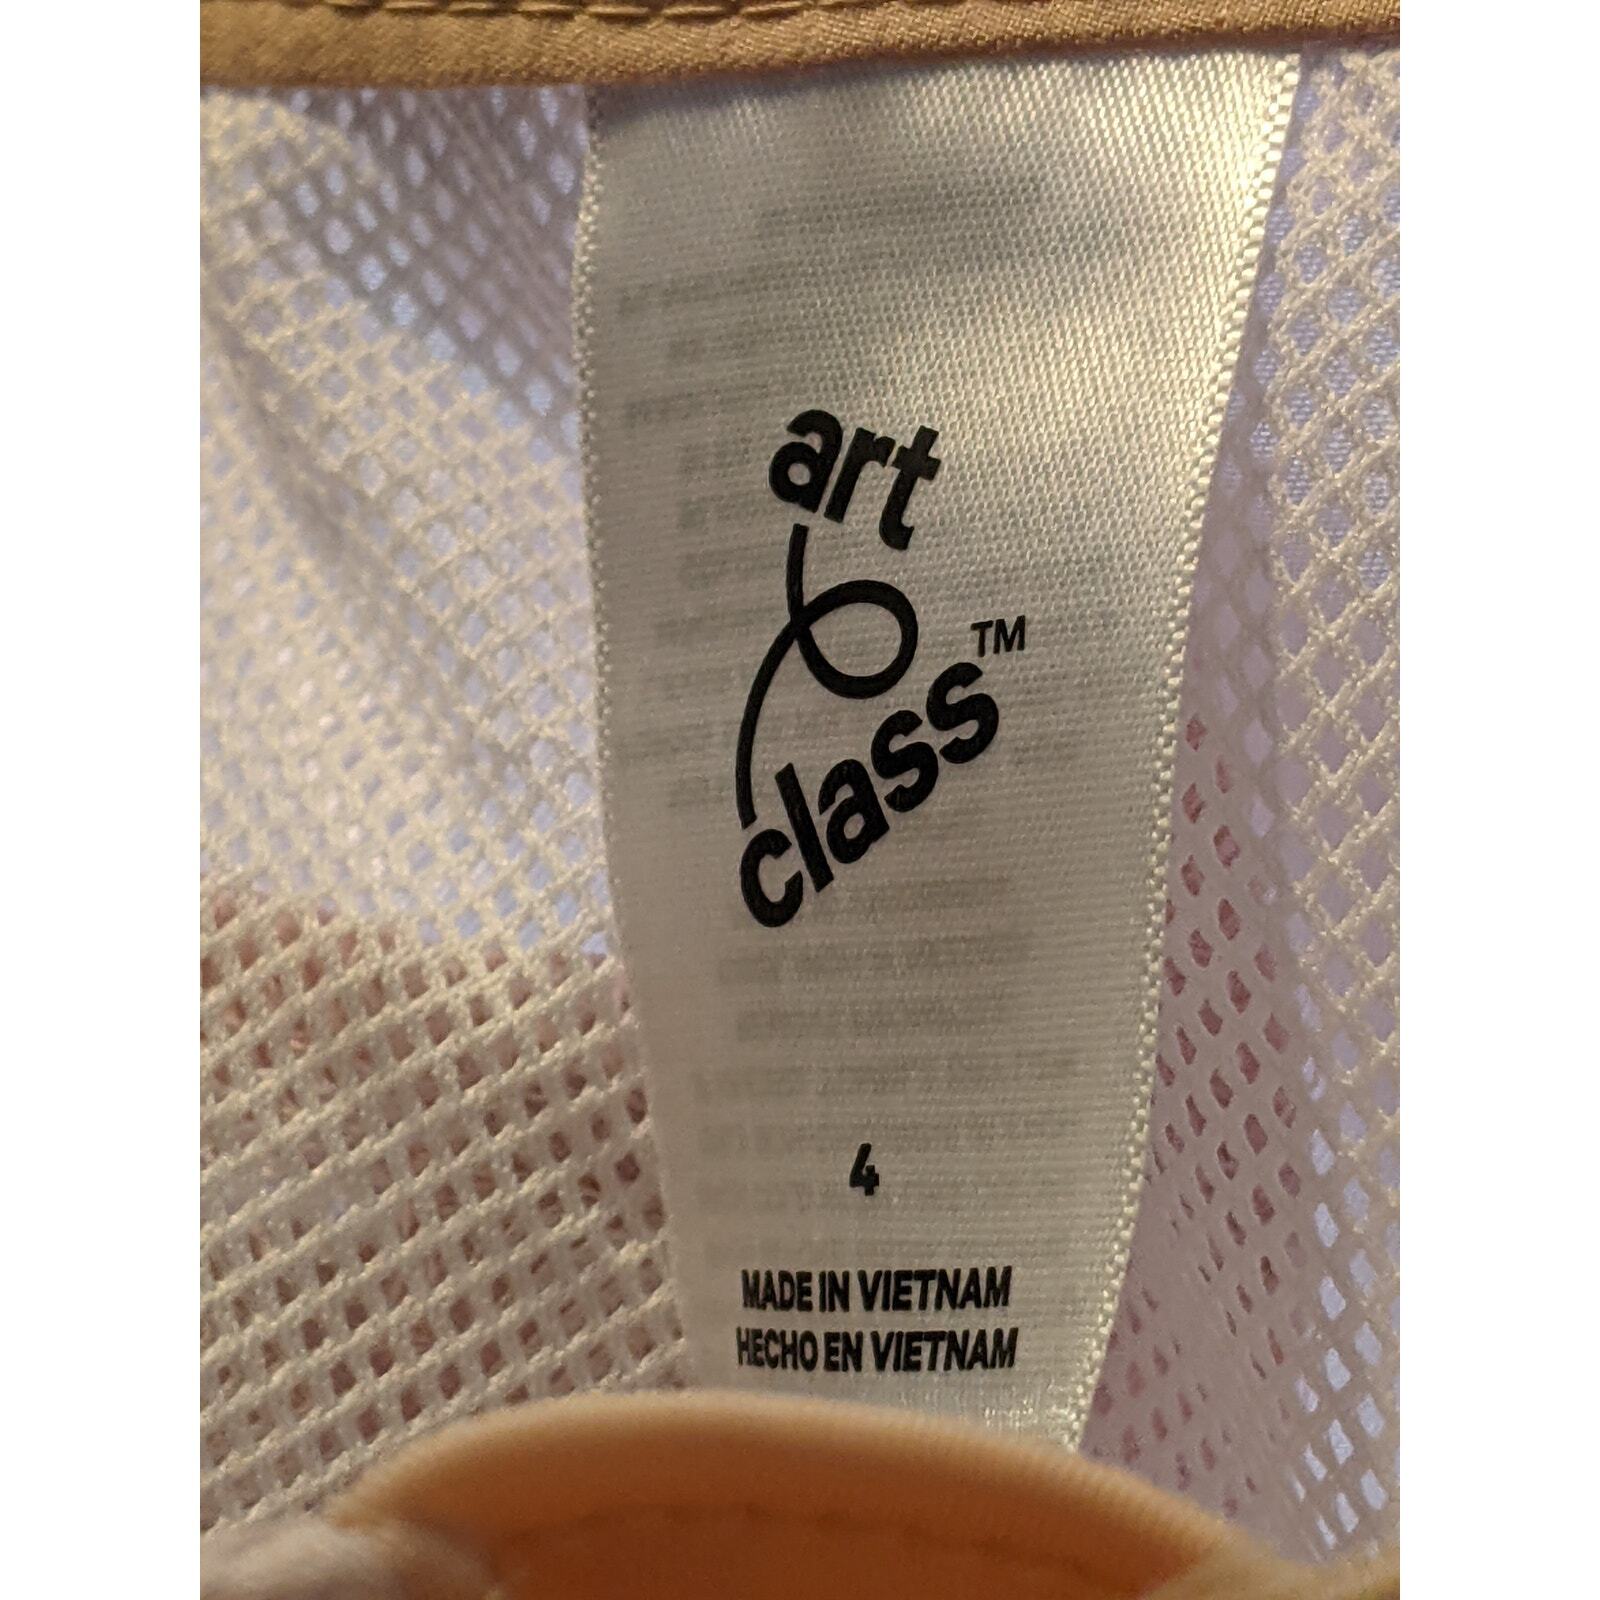 art
class™
4
MADE IN VIETNAM
HECHO EN VIETNAM